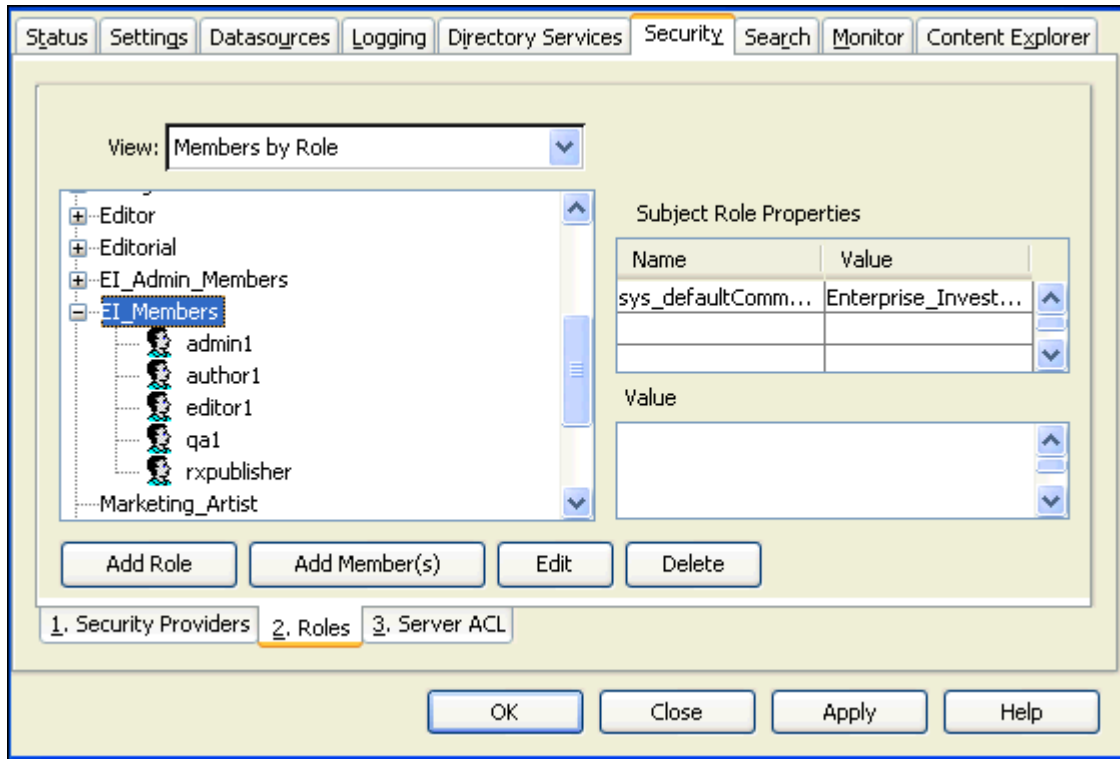 Status Settings Datasources Logging Directory Services Security Search Monitor Content Explorer
View: Members by Role
Editor
Editorial
EI_Admin_Members
EI_Members
admin1
author1
editor1
qa1
rxpublisher
Marketing_Artist
Subject Role Properties
Name Value
sys_defaultComm... Enterprise_Invest...
Value
Add Role Add Member(s) Edit Delete
1. Security Providers 2. Roles 3. Server ACL
OK Close Apply Help